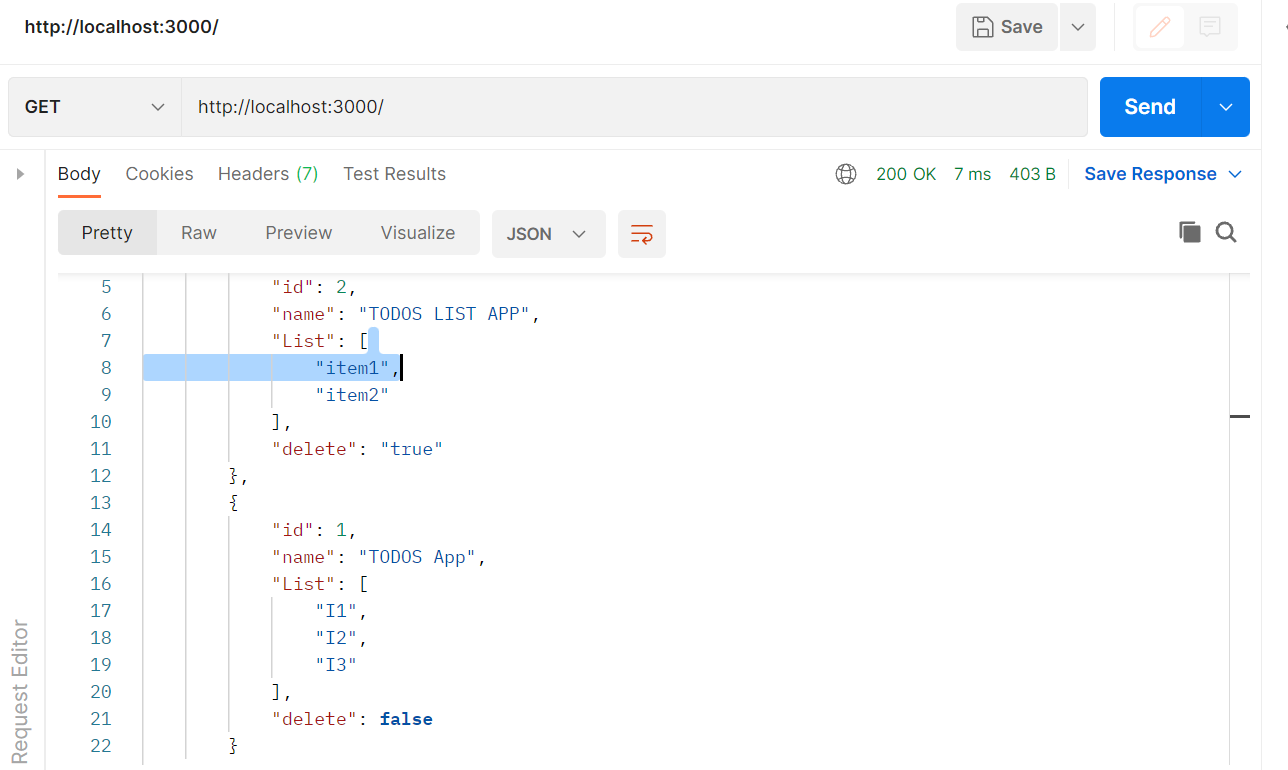 http://localhost:3000/
Save
GET
http://localhost:3000/
Send
Body Cookies Headers (7) Test Results
200 OK 7 ms 403 B Save Response
Pretty Raw Preview Visualize JSON
5 "id": 2,
6 "name": "TODOS LIST APP",
7 "List": [
8 "item1",
9 "item2"
10 ],
11 "delete": "true"
12 },
13 {
14 "id": 1,
15 "name": "TODOS App",
16 "List": [
17 "I1",
18 "I2",
19 "I3"
20 ],
21 "delete": false
22 }
Request Editor